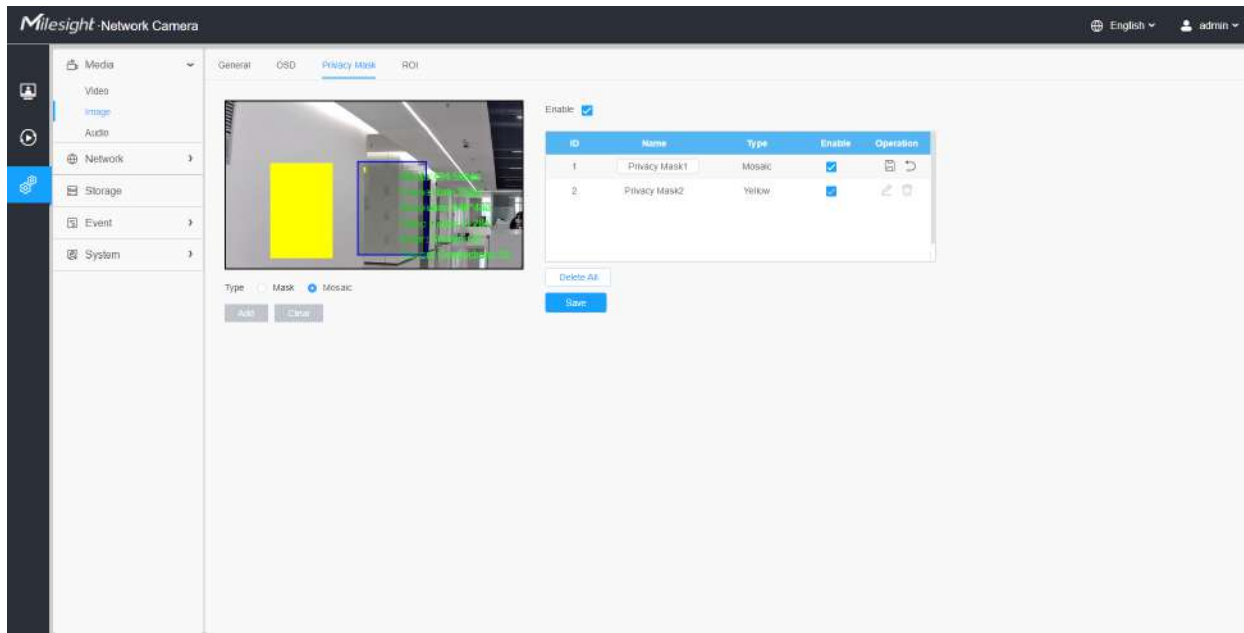 Milesight Network Camera
English
admin
Media
Video
Image
Audio
Network
Storage
Event
System
General OSD Privacy Mask ROI
Enable
ID Name Type Enable Operation
1 Privacy Mask1 Mosaic
2 Privacy Mask2 Yellow
Type Mask Mosaic
Add Clear
Delete All
Save